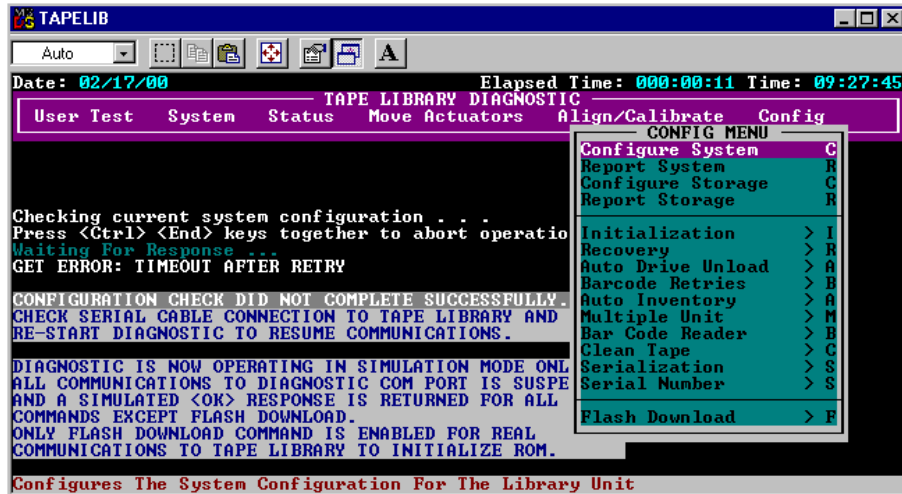 TAPELIB
Auto
A
Date: 02/17/00 Elapsed Time: 000:00:11 Time: 09:27:45
TAPE LIBRARY DIAGNOSTIC
User Test System Status Move Actuators Align/Calibrate Config
CONFIG MENU
Configure System C
Report System R
Configure Storage C
Report Storage R
Initialization > I
Recovery > R
Auto Drive Unload > A
Barcode Retries > B
Auto Inventory > A
Multiple Unit > M
Bar Code Reader > B
Clean Tape > C
Serialization > S
Serial Number > S
Flash Download > F
Checking current system configuration . . .
Press <Ctrl> <End> keys together to abort operatio
Waiting For Response ...
GET ERROR: TIMEOUT AFTER RETRY
CONFIGURATION CHECK DID NOT COMPLETE SUCCESSFULLY.
CHECK SERIAL CABLE CONNECTION TO TAPE LIBRARY AND
RE-START DIAGNOSTIC TO RESUME COMMUNICATIONS.
DIAGNOSTIC IS NOW OPERATING IN SIMULATION MODE ONL
ALL COMMUNICATIONS TO DIAGNOSTIC COM PORT IS SUSPE
AND A SIMULATED <OK> RESPONSE IS RETURNED FOR ALL
COMMANDS EXCEPT FLASH DOWNLOAD.
ONLY FLASH DOWNLOAD COMMAND IS ENABLED FOR REAL
COMMUNICATIONS TO TAPE LIBRARY TO INITIALIZE ROM.
Configures The System Configuration For The Library Unit